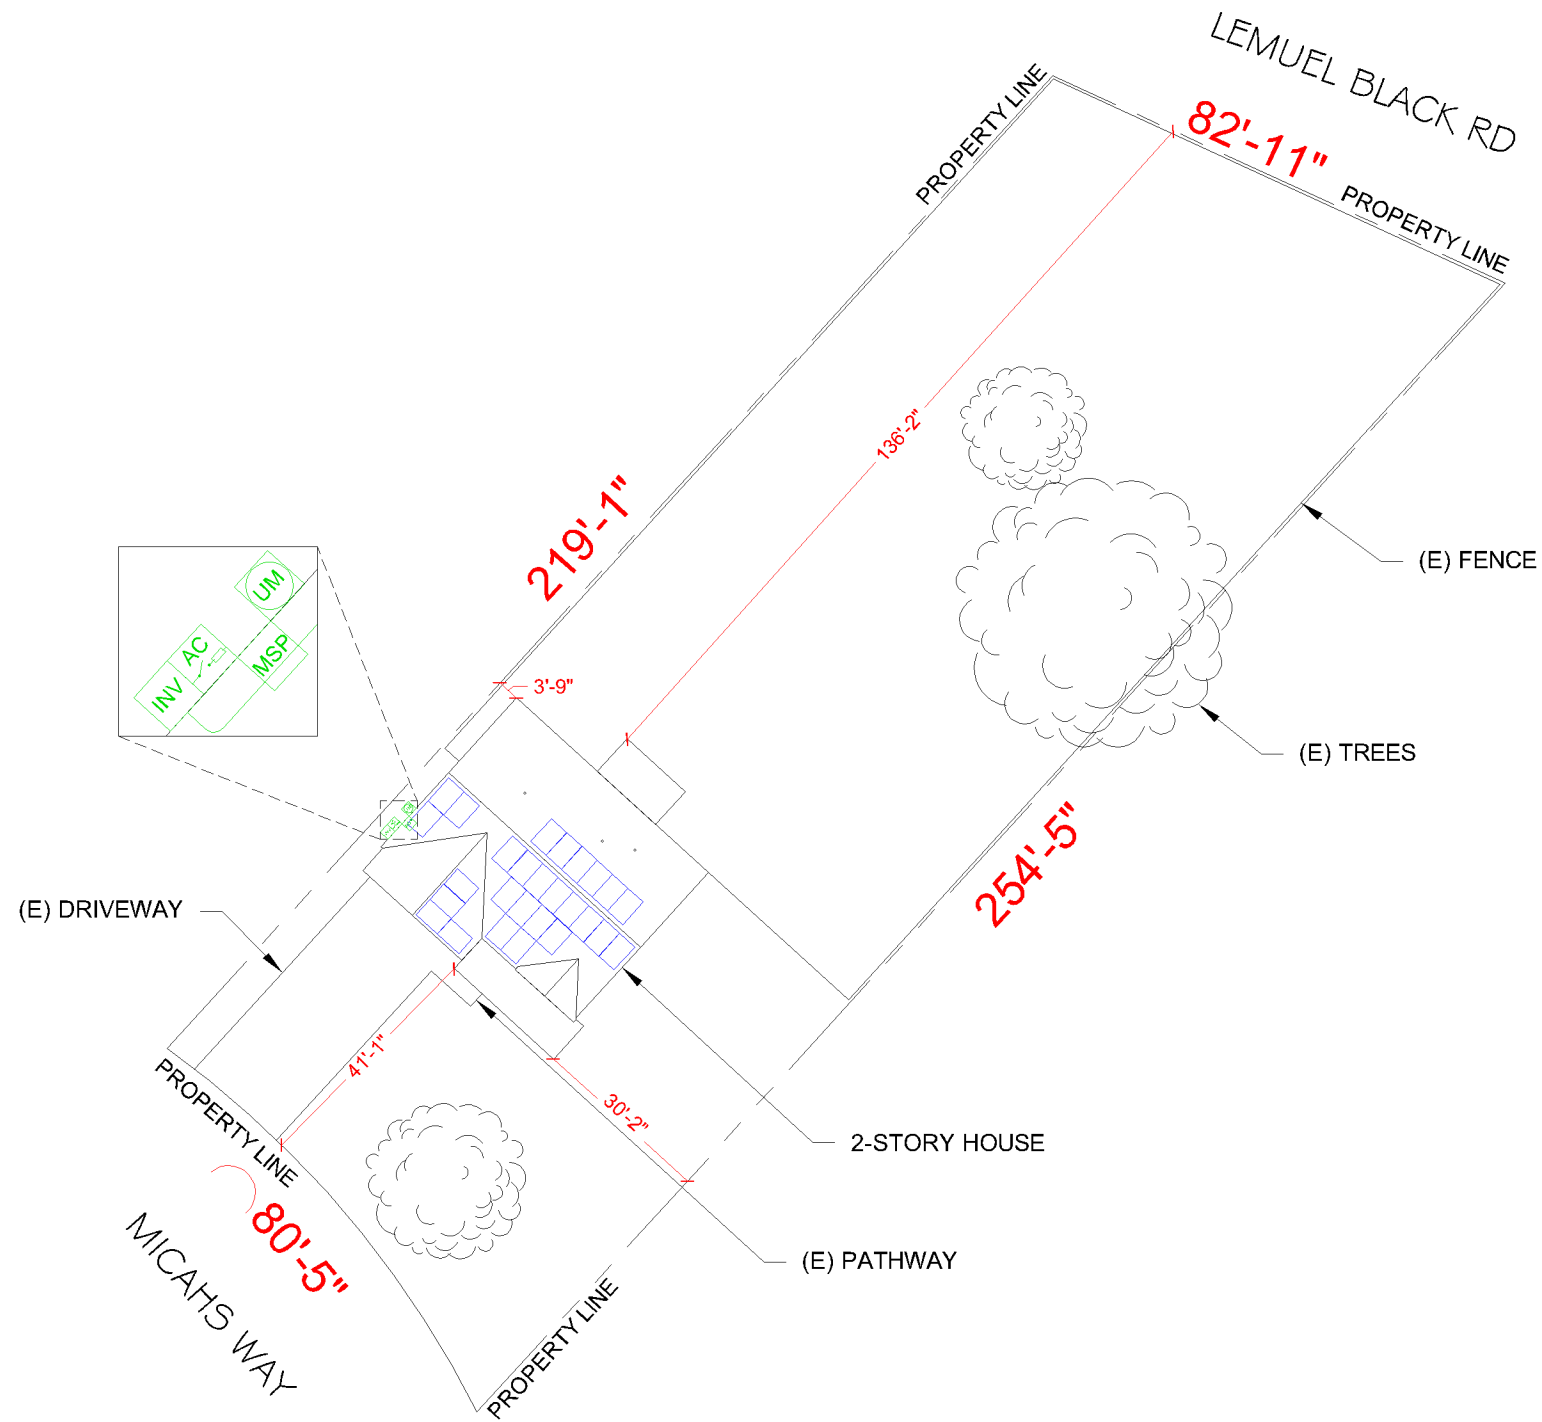 LEMUEL BLACK RD
PROPERTY LINE
82'-11"
PROPERTY LINE
136'-2"
219'-1"
(E) FENCE
UM
AC
MSP
INV
3'-9"
(E) TREES
254'-5"
(E) DRIVEWAY
41'-1"
30'-2"
PROPERTY LINE
2-STORY HOUSE
80'-5"
(E) PATHWAY
MICAHS WAY
PROPERTY LINE